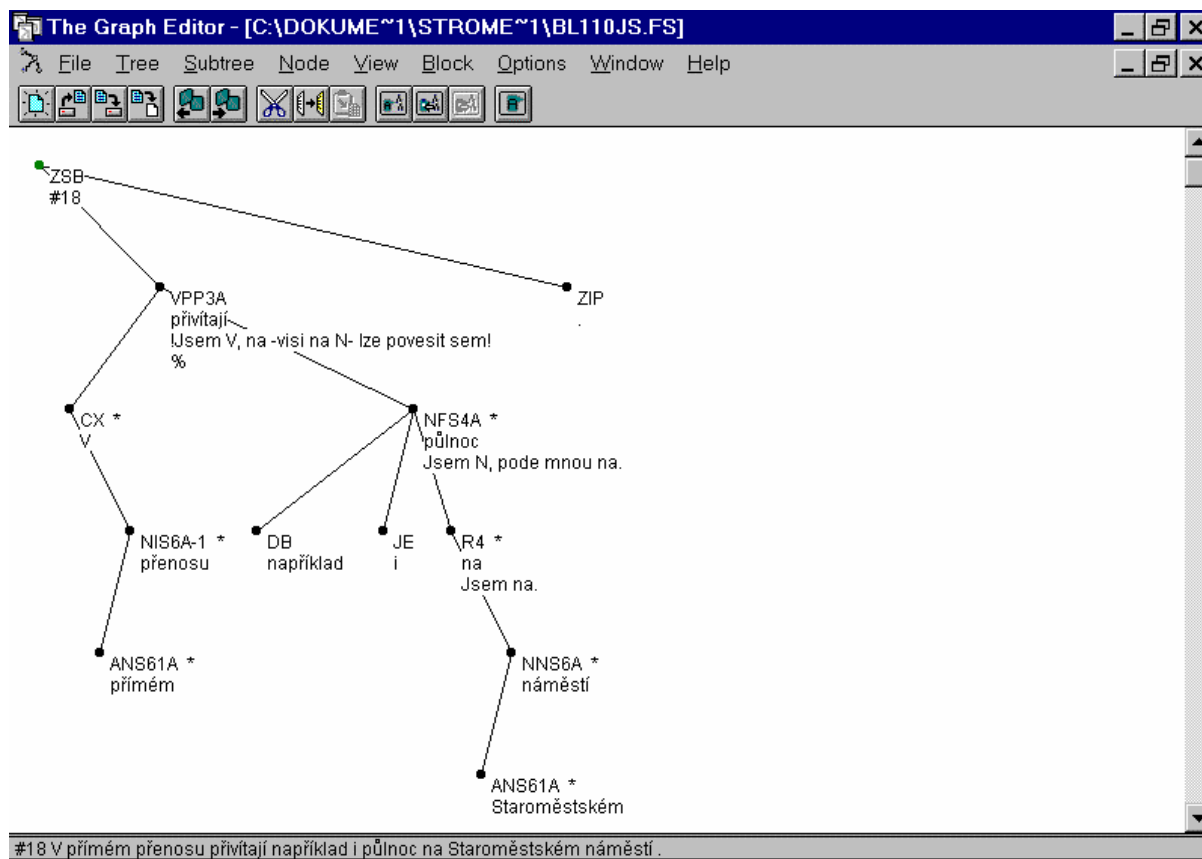 The Graph Editor - [C:\DOKUME~1\STROME~1\BL110JS.FS]
File Tree Subtree Node View Block Options Window Help
ZSB
#18
VPP3A
přivítají
!Jsem V, na -visi na N- lze povesit sem!
%
ZIP
.
CX *
V
NFS4A *
půlnoc
Jsem N, pode mnou na.
NIS6A-1 *
přenosu
DB
například
JE
i
R4 *
na
Jsem na.
ANS61A *
přímém
NNS6A *
náměstí
ANS61A *
Staroměstském
#18 V přímém přenosu přivítají například i půlnoc na Staroměstském náměstí .